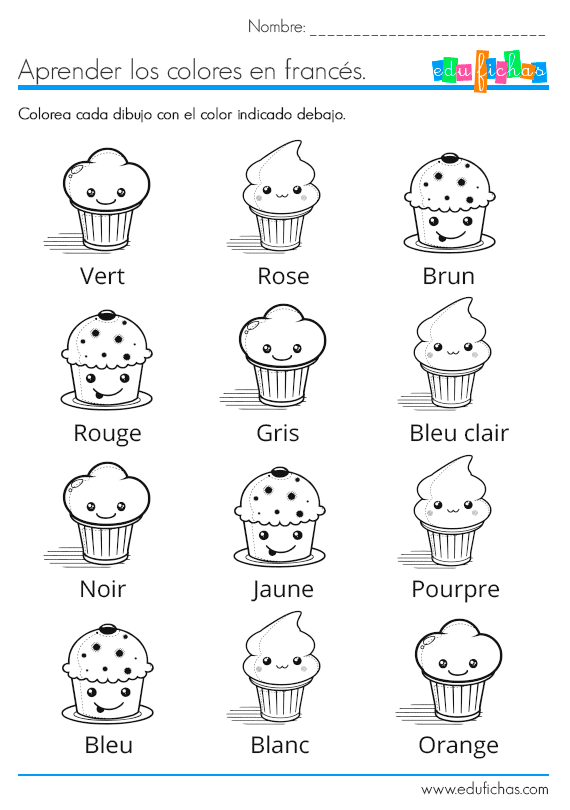 Nombre: ___________________________
Aprender los colores en francés.
edufichas
Colorea cada dibujo con el color indicado debajo.
Vert Rose Brun
Rouge Gris Bleu clair
Noir Jaune Pourpre
Bleu Blanc Orange
www.edufichas.com